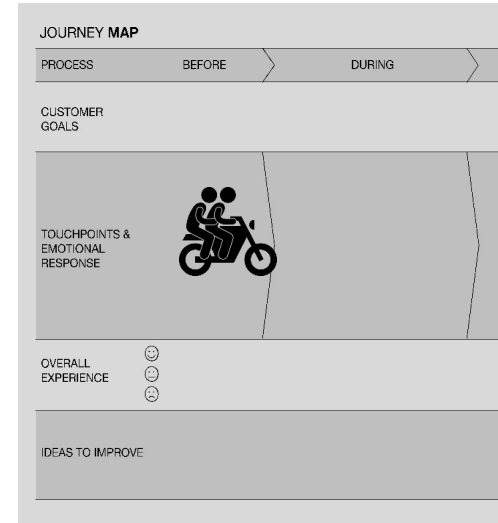 JOURNEY MAP
PROCESS BEFORE DURING
CUSTOMER
GOALS
TOUCHPOINTS &
EMOTIONAL
RESPONSE
OVERALL
EXPERIENCE
IDEAS TO IMPROVE